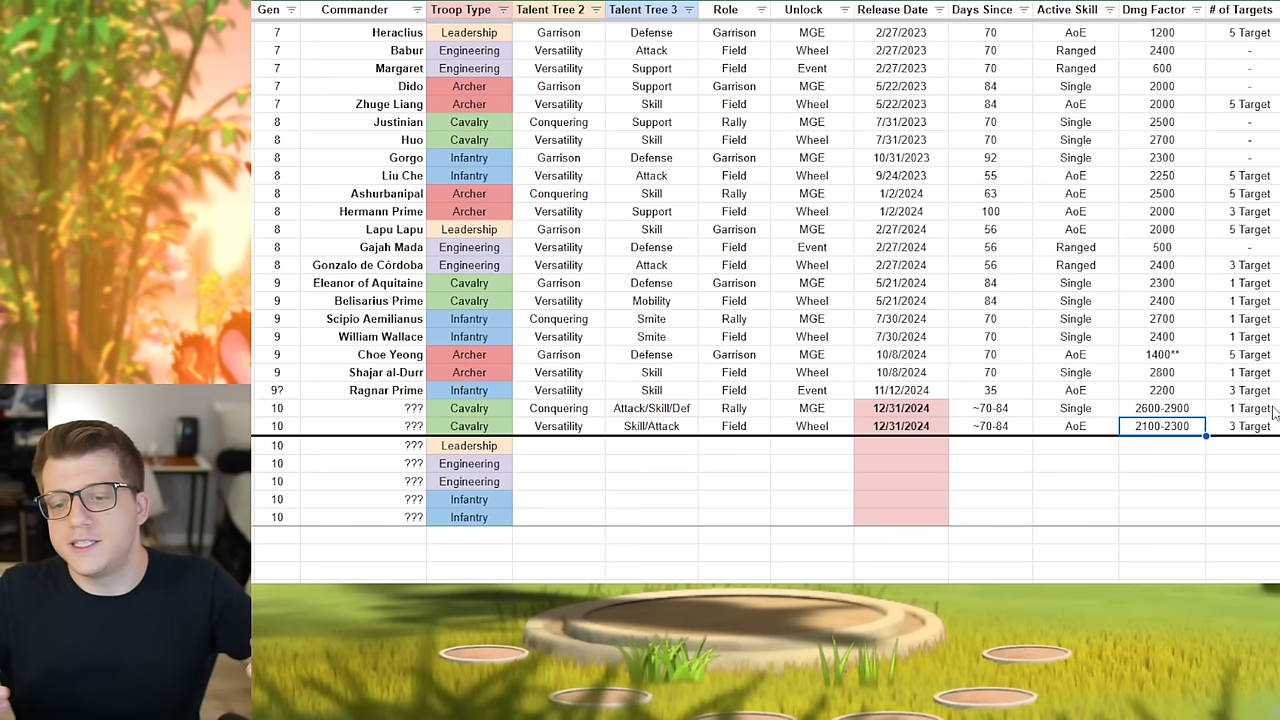 Gen Commander Troop Type Talent Tree 2 Talent Tree 3 Role Unlock Release Date Days Since Active Skill Dmg Factor # of Targets
7 Heraclius Leadership Garrison Defense Garrison MGE 2/27/2023 70 AoE 1200 5 Target
7 Babur Engineering Versatility Attack Field Wheel 2/27/2023 70 Ranged 2400 -
7 Margaret Engineering Versatility Support Field Event 2/27/2023 70 Ranged 600 -
7 Dido Archer Garrison Support Garrison MGE 5/22/2023 84 Single 2000 -
7 Zhuge Liang Archer Versatility Skill Field Wheel 5/22/2023 84 AoE 2000 5 Target
8 Justinian Cavalry Conquering Support Rally MGE 7/31/2023 70 Single 2500 -
8 Huo Cavalry Versatility Skill Field Wheel 7/31/2023 70 Single 2700 -
8 Gorgo Infantry Garrison Defense Garrison MGE 10/31/2023 92 Single 2300 -
8 Liu Che Infantry Versatility Attack Field Wheel 9/24/2023 55 AoE 2250 5 Target
8 Ashurbanipal Archer Conquering Skill Rally MGE 1/2/2024 63 AoE 2500 5 Target
8 Hermann Prime Archer Versatility Support Field Wheel 1/2/2024 100 AoE 2000 3 Target
8 Lapu Lapu Leadership Garrison Skill Garrison MGE 2/27/2024 56 AoE 2000 5 Target
8 Gajah Mada Engineering Versatility Defense Field Event 2/27/2024 56 Ranged 500 -
8 Gonzalo de Córdoba Engineering Versatility Attack Field Wheel 2/27/2024 56 Ranged 2400 3 Target
9 Eleanor of Aquitaine Cavalry Garrison Defense Garrison MGE 5/21/2024 84 Single 2300 1 Target
9 Belisarius Prime Cavalry Versatility Mobility Field Wheel 5/21/2024 84 Single 2400 1 Target
9 Scipio Aemilianus Infantry Conquering Smite Rally MGE 7/30/2024 70 Single 2700 1 Target
9 William Wallace Infantry Versatility Smite Field Wheel 7/30/2024 70 Single 2400 1 Target
9 Choe Yeong Archer Garrison Defense Garrison MGE 10/8/2024 70 AoE 1400** 5 Target
9 Shajar al-Durr Archer Versatility Skill Field Wheel 10/8/2024 70 Single 2800 1 Target
9? Ragnar Prime Infantry Versatility Skill Field Event 11/12/2024 35 AoE 2200 3 Target
10 ??? Cavalry Conquering Attack/Skill/Def Rally MGE 12/31/2024 ~70-84 Single 2600-2900 1 Target
10 ??? Cavalry Versatility Skill/Attack Field Wheel 12/31/2024 ~70-84 AoE 2100-2300 3 Target
10 ??? Leadership
10 ??? Engineering
10 ??? Engineering
10 ??? Infantry
10 ??? Infantry